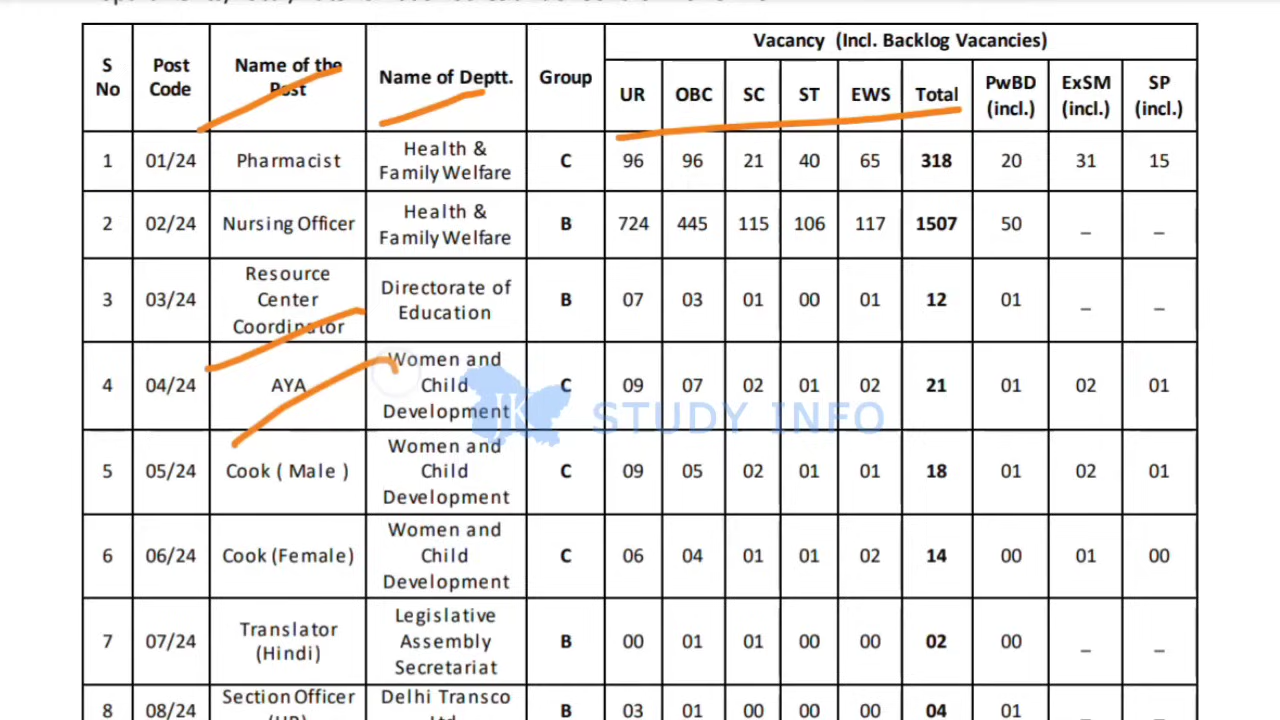 Vacancy (Incl. Backlog Vacancies)
S No Post Code Name of the Post Name of Deptt. Group UR OBC SC ST EWS Total PwBD (incl.) ExSM (incl.) SP (incl.)
1 01/24 Pharmacist Health & Family Welfare C 96 96 21 40 65 318 20 31 15
2 02/24 Nursing Officer Health & Family Welfare B 724 445 115 106 117 1507 50 _ _
3 03/24 Resource Center Coordinator Directorate of Education B 07 03 01 00 01 12 01 _ _
4 04/24 AYA Women and Child Development C 09 07 02 01 02 21 01 02 01
JK STUDY INFO
5 05/24 Cook ( Male ) Women and Child Development C 09 05 02 01 01 18 01 02 01
6 06/24 Cook (Female) Women and Child Development C 06 04 01 01 02 14 00 01 00
7 07/24 Translator (Hindi) Legislative Assembly Secretariat B 00 01 01 00 00 02 00 _ _
8 08/24 Section Officer Delhi Transco B 03 01 00 00 00 04 01